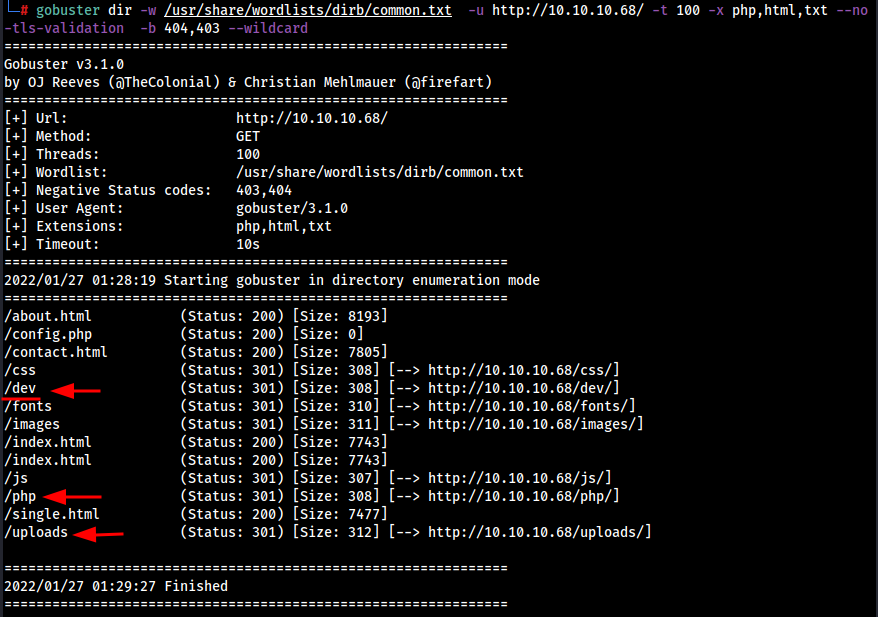 └─# gobuster dir -w /usr/share/wordlists/dirb/common.txt -u http://10.10.10.68/ -t 100 -x php,html,txt --no
-tls-validation -b 404,403 --wildcard
===============================================================
Gobuster v3.1.0
by OJ Reeves (@TheColonial) & Christian Mehlmauer (@firefart)
===============================================================
[+] Url: http://10.10.10.68/
[+] Method: GET
[+] Threads: 100
[+] Wordlist: /usr/share/wordlists/dirb/common.txt
[+] Negative Status codes: 403,404
[+] User Agent: gobuster/3.1.0
[+] Extensions: php,html,txt
[+] Timeout: 10s
===============================================================
2022/01/27 01:28:19 Starting gobuster in directory enumeration mode
===============================================================
/about.html (Status: 200) [Size: 8193]
/config.php (Status: 200) [Size: 0]
/contact.html (Status: 200) [Size: 7805]
/css (Status: 301) [Size: 308] [--> http://10.10.10.68/css/]
/dev (Status: 301) [Size: 308] [--> http://10.10.10.68/dev/]
/fonts (Status: 301) [Size: 310] [--> http://10.10.10.68/fonts/]
/images (Status: 301) [Size: 311] [--> http://10.10.10.68/images/]
/index.html (Status: 200) [Size: 7743]
/index.html (Status: 200) [Size: 7743]
/js (Status: 301) [Size: 307] [--> http://10.10.10.68/js/]
/php (Status: 301) [Size: 308] [--> http://10.10.10.68/php/]
/single.html (Status: 200) [Size: 7477]
/uploads (Status: 301) [Size: 312] [--> http://10.10.10.68/uploads/]
===============================================================
2022/01/27 01:29:27 Finished
===============================================================